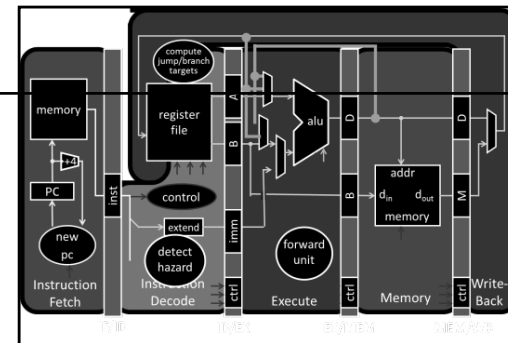 compute
jump/branch
targets
memory
register
file
A
B
alu
D
D
+4
addr
PC
inst
control
B
d_in d_out
M
memory
extend
imm
new
pc
detect
hazard
forward
unit
Instruction
Fetch
Instruction
Decode
ctrl
Execute
ctrl
Memory
ctrl
Write-
Back